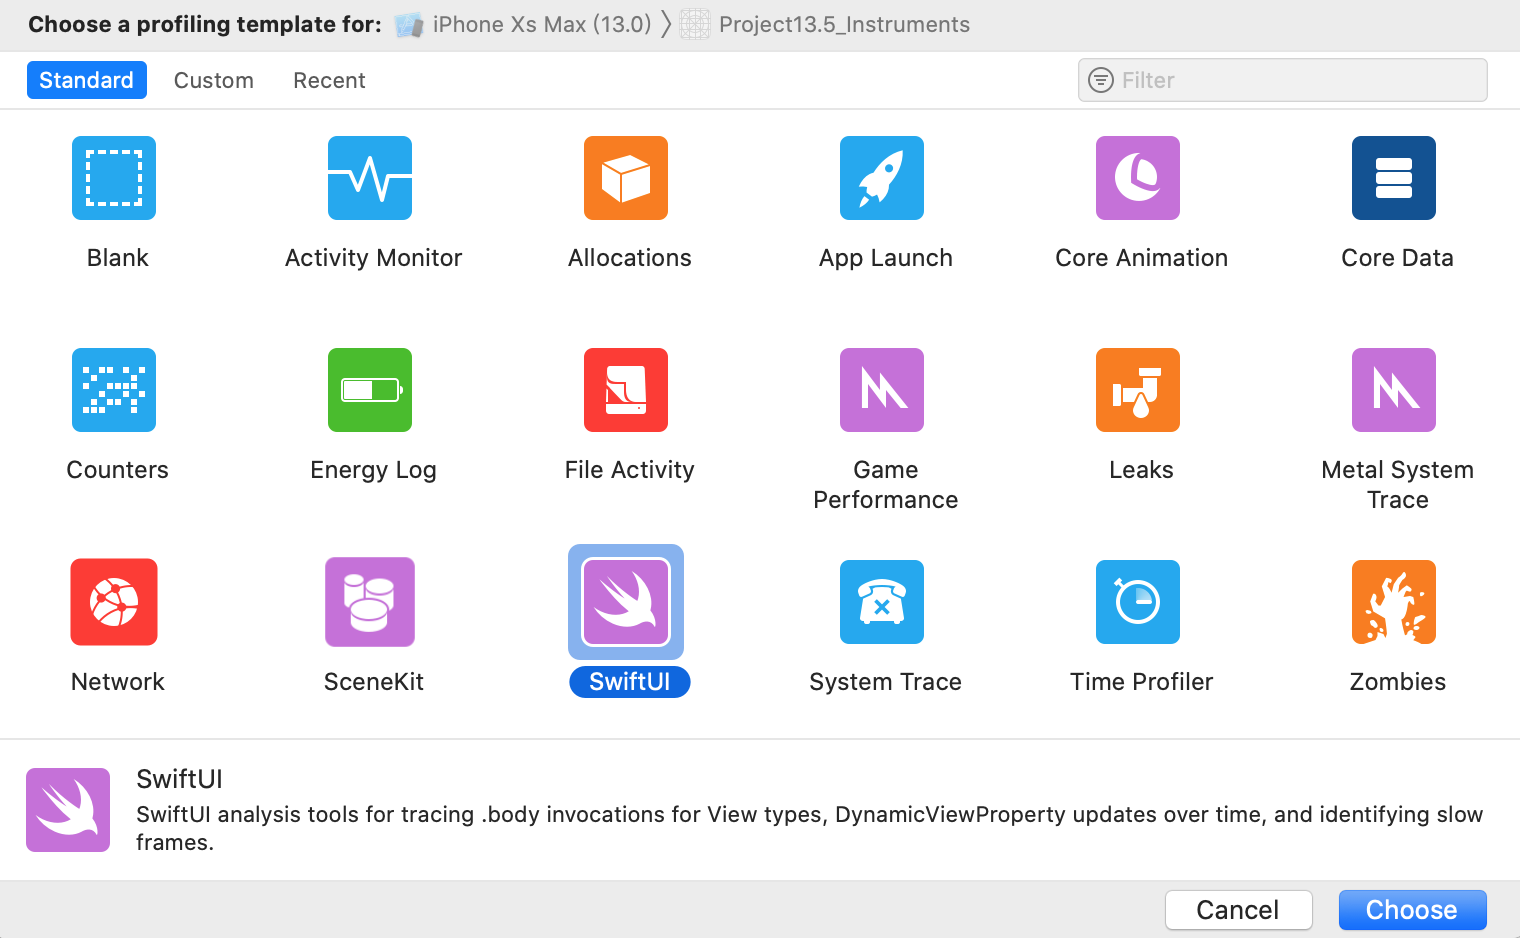 Choose a profiling template for: iPhone Xs Max (13.0) Project13.5_Instruments
Standard Custom Recent Filter
Blank Activity Monitor Allocations App Launch Core Animation Core Data
Counters Energy Log File Activity Game Performance Leaks Metal System Trace
Network SceneKit SwiftUI System Trace Time Profiler Zombies
SwiftUI
SwiftUI analysis tools for tracing .body invocations for View types, DynamicViewProperty updates over time, and identifying slow
frames.
Cancel Choose